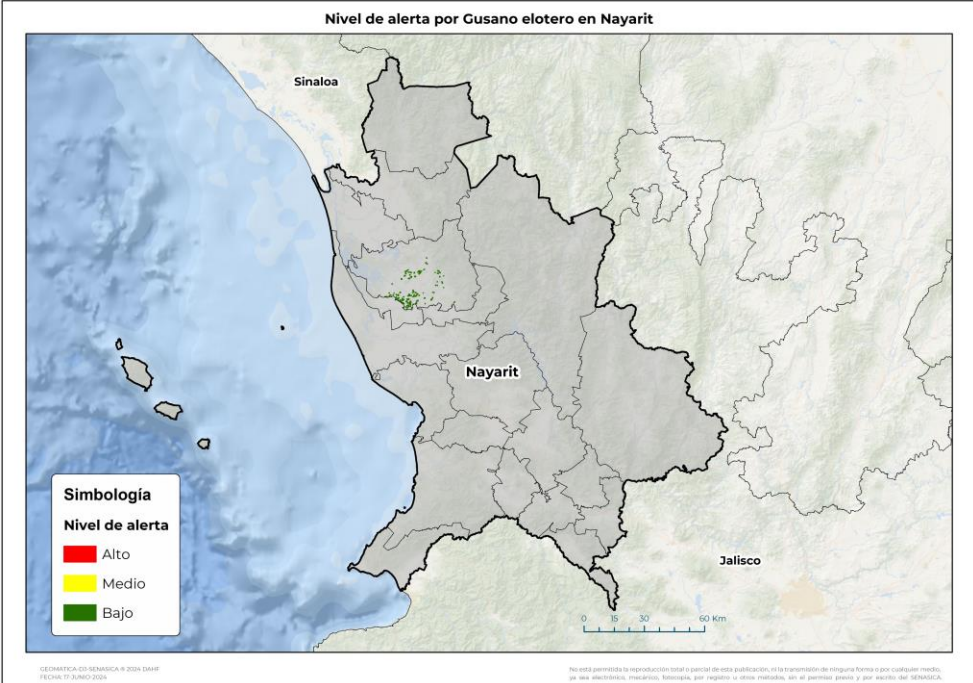 Nivel de alerta por Gusano elotero en Nayarit
Sinaloa
Nayarit
Jalisco
Simbología
Nivel de alerta
Alto
Medio
Bajo
0 15 30 60 Km
GEOMÁTICA-DJ-SENASICA © 2024 DAHF
FECHA: 17-JUNIO-2024
No está permitida la reproducción total o parcial de esta publicación, ni la transmisión de ninguna forma o por cualquier medio,
ya sea electrónico, mecánico, fotocopia, por registro u otros métodos, sin el permiso previo y por escrito del SENASICA.